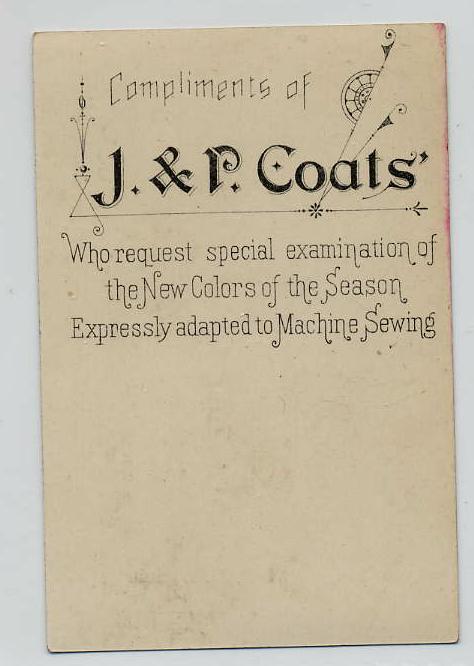 Compliments of
J. & P. Coats'
Who request special examination of
the New Colors of the Season
Expressly adapted to Machine Sewing